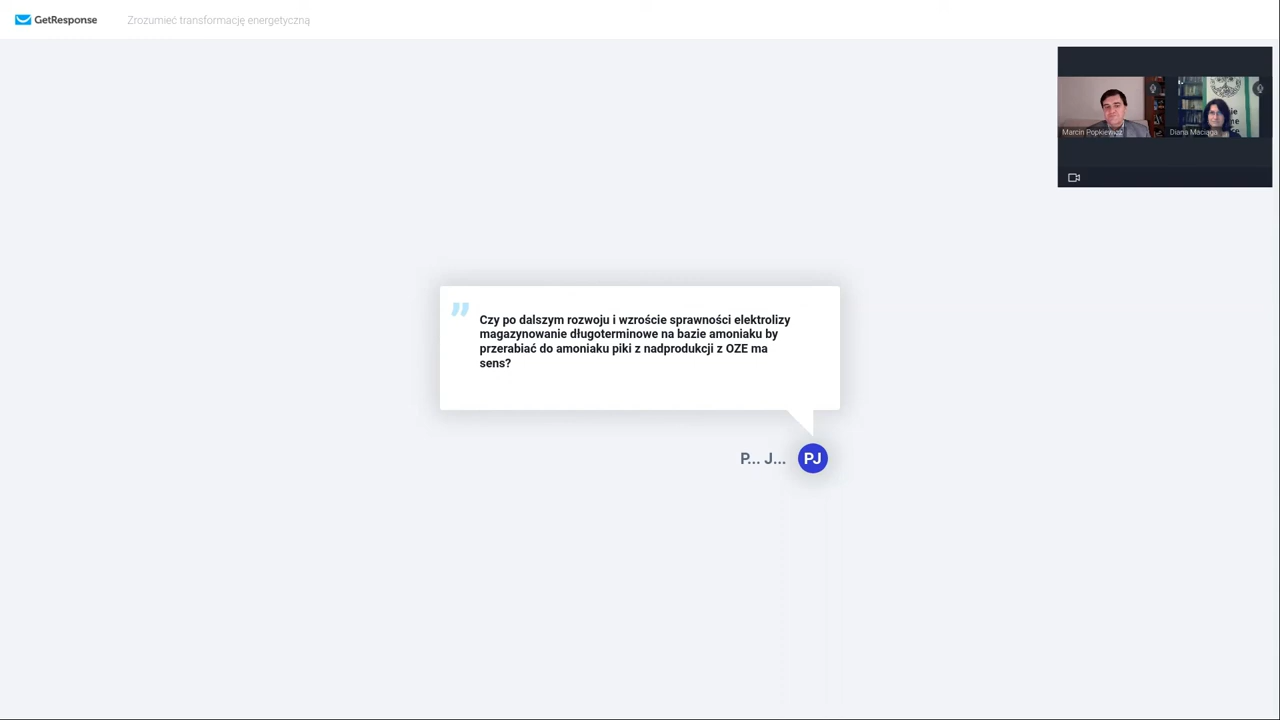 GetResponse
Zrozumieć transformację energetyczną
Marcin Popkiewicz
Diana Maciąga
Czy po dalszym rozwoju i wzroście sprawności elektrolizy
magazynowanie długoterminowe na bazie amoniaku by
przerabiać do amoniaku piki z nadprodukcji z OZE ma
sens?
P... J...
PJ